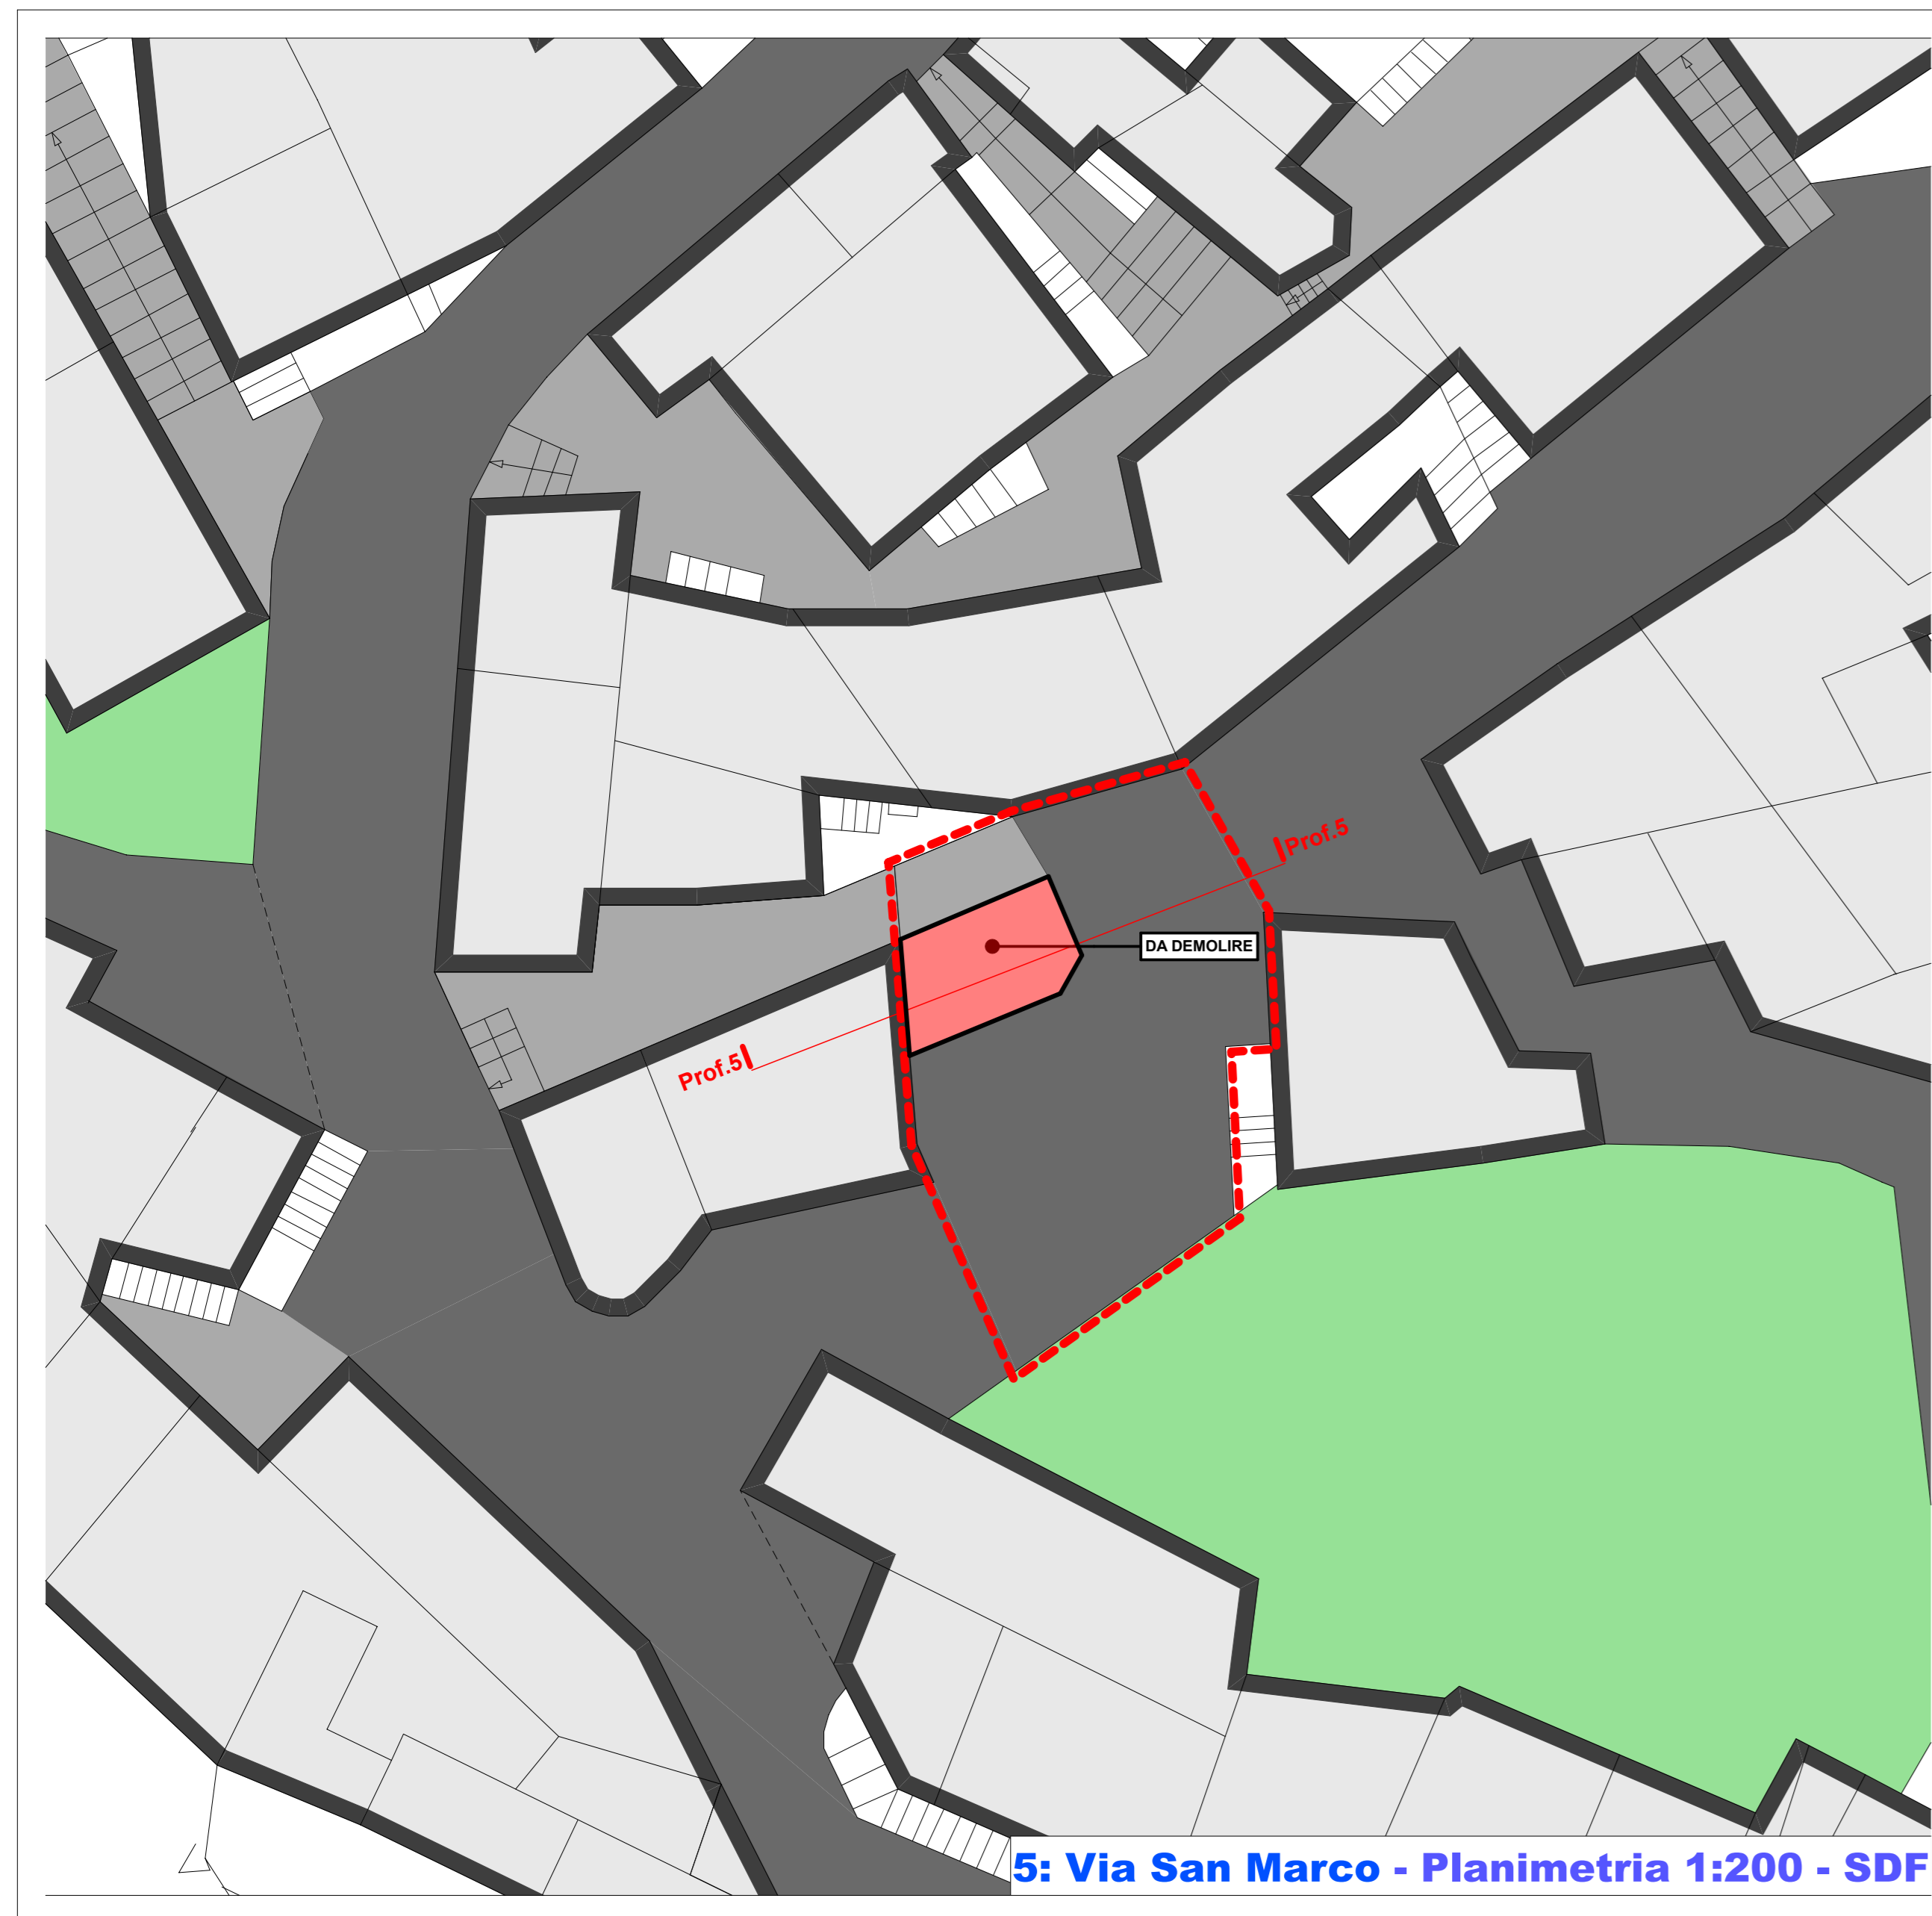 Prof.5
DA DEMOLIRE
Prof.5
5: Via San Marco - Planimetria 1:200 - SDF